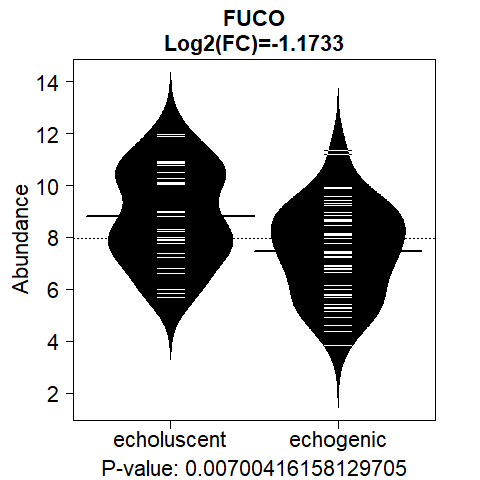 FUCO
Log2(FC)=-1.1733
Abundance
14
12
10
8
6
4
2
echoluscent
echogenic
P-value: 0.00700416158129705